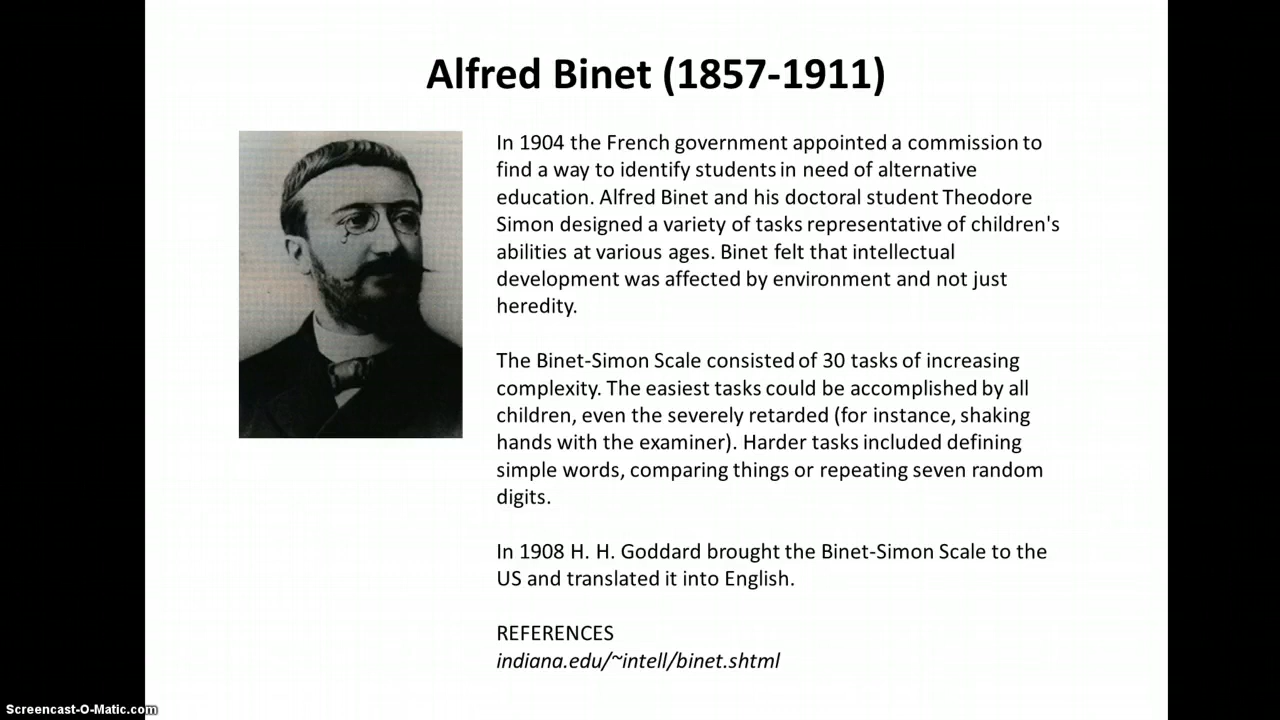 Alfred Binet (1857-1911)
In 1904 the French government appointed a commission to
find a way to identify students in need of alternative
education. Alfred Binet and his doctoral student Theodore
Simon designed a variety of tasks representative of children's
abilities at various ages. Binet felt that intellectual
development was affected by environment and not just
heredity.
The Binet-Simon Scale consisted of 30 tasks of increasing
complexity. The easiest tasks could be accomplished by all
children, even the severely retarded (for instance, shaking
hands with the examiner). Harder tasks included defining
simple words, comparing things or repeating seven random
digits.
In 1908 H. H. Goddard brought the Binet-Simon Scale to the
US and translated it into English.
REFERENCES
indiana.edu/~intell/binet.shtml
Screencast-O-Matic.com